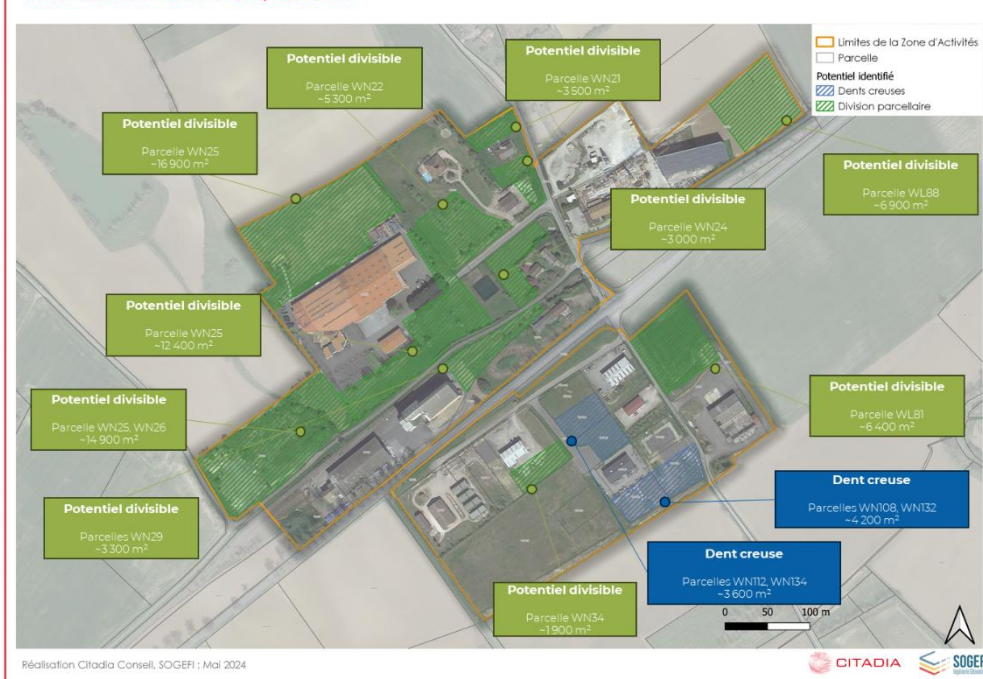 Potentiel divisible
Parcelle WN22
~5 300 m²
Potentiel divisible
Parcelle WN21
~3 500 m²
Limites de la Zone d'Activités
Parcelle
Potentiel identifié
Dents creuses
Division parcellaire
Potentiel divisible
Parcelle WN25
~16 900 m²
Potentiel divisible
Parcelle WL88
~6 900 m²
Potentiel divisible
Parcelle WN24
~3 000 m²
Potentiel divisible
Parcelle WN25
~12 400 m²
Potentiel divisible
Parcelle WL81
~6 400 m²
Potentiel divisible
Parcelle WN25, WN26
~14 900 m²
Dent creuse
Parcelles WN108, WN132
~4 200 m²
Potentiel divisible
Parcelles WN29
~3 300 m²
Dent creuse
Parcelles WN112, WN134
~3 600 m²
Potentiel divisible
Parcelle WN34
~1 900 m²
0 50 100 m
Réalisation Citadia Conseil, SOGEFI ; Mai 2024
CITADIA
SOGEFI